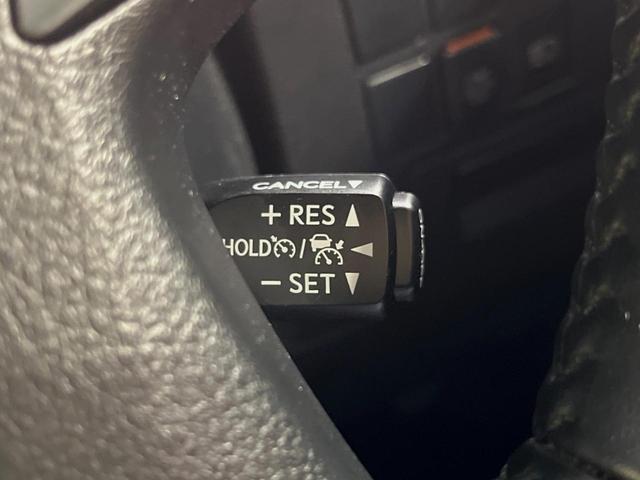 CANCEL▼
+ RES ▲
HOLD / ◀
− SET ▼